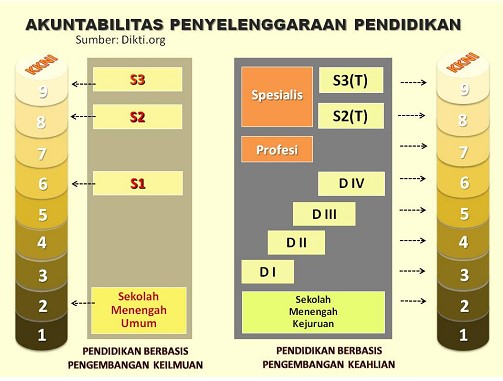 AKUNTABILITAS PENYELENGGARAAN PENDIDIKAN
Sumber: Dikti.org
KKNI
9
8
7
6
5
4
3
2
1
S3
S2
S1
Sekolah
Menengah
Umum
PENDIDIKAN BERBASIS
PENGEMBANGAN KEILMUAN
Spesialis
S3(T)
S2(T)
Profesi
D IV
D III
D II
D I
Sekolah
Menengah
Kejuruan
PENDIDIKAN BERBASIS
PENGEMBANGAN KEAHLIAN
KKNI
9
8
7
6
5
4
3
2
1